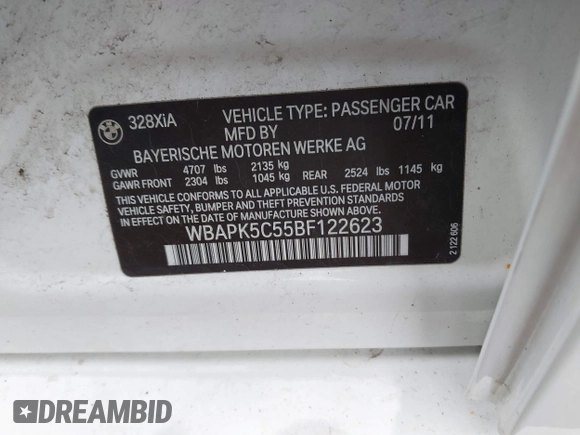 328XiA VEHICLE TYPE: PASSENGER CAR
MFD BY 07/11
BAYERISCHE MOTOREN WERKE AG
GVWR 4707 lbs 2135 kg
GAWR FRONT 2304 lbs 1045 kg REAR 2524 lbs 1145 kg
THIS VEHICLE CONFORMS TO ALL APPLICABLE U.S. FEDERAL MOTOR
VEHICLE SAFETY, BUMPER AND THEFT PREVENTION STANDARDS
IN EFFECT ON THE DATE OF MANUFACTURE SHOWN ABOVE.
WBAPK5C55BF122623
2 122 606
DREAMBID